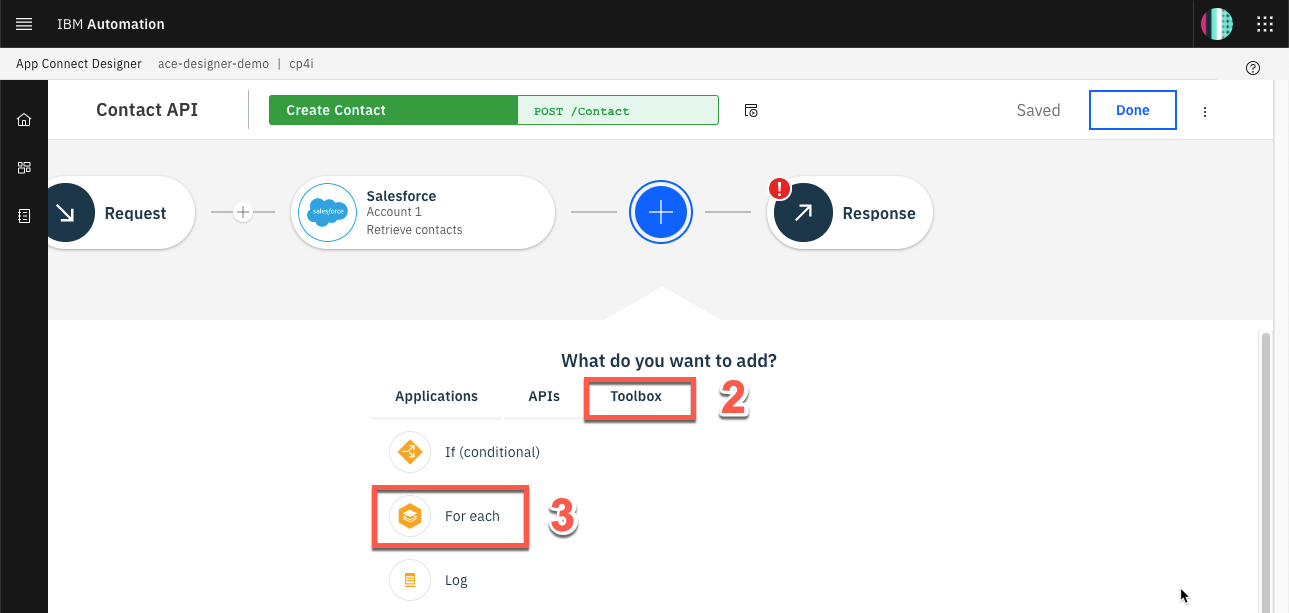 IBM Automation
App Connect Designer ace-designer-demo | cp4i
Contact API
Create Contact
POST /Contact
Saved
Done
Request
salesforce
Salesforce
Account 1
Retrieve contacts
!
Response
What do you want to add?
Applications
APIs
Toolbox
2
If (conditional)
For each
3
Log